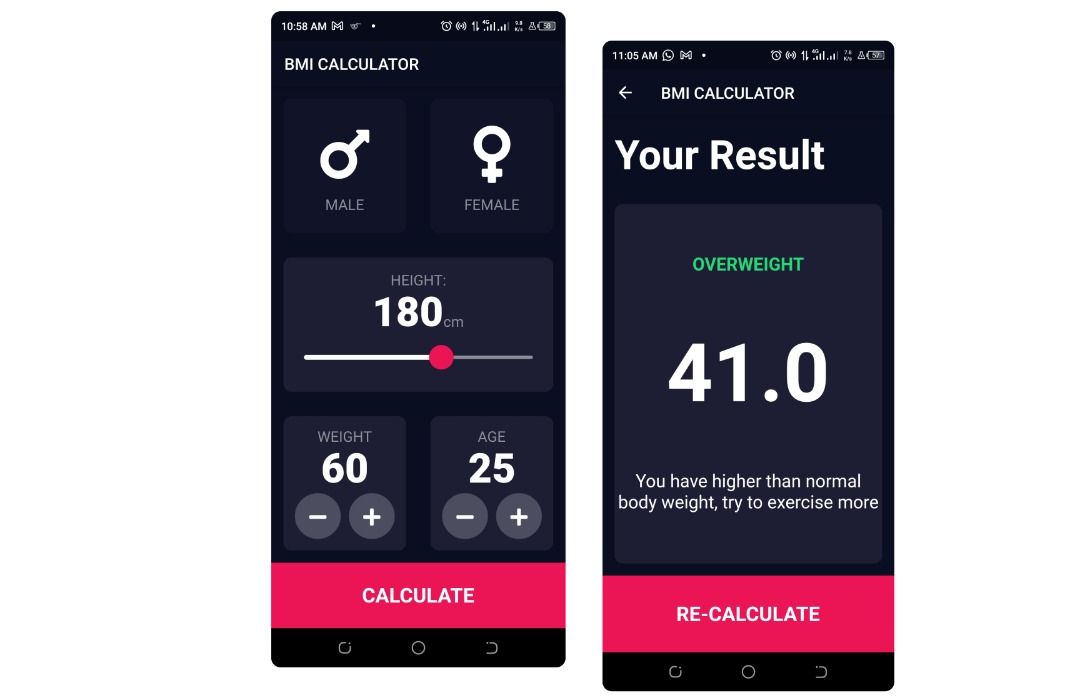 10:58 AM
BMI CALCULATOR
MALE
FEMALE
HEIGHT:
180cm
WEIGHT
60
AGE
25
CALCULATE
11:05 AM
BMI CALCULATOR
Your Result
OVERWEIGHT
41.0
You have higher than normal
body weight, try to exercise more
RE-CALCULATE